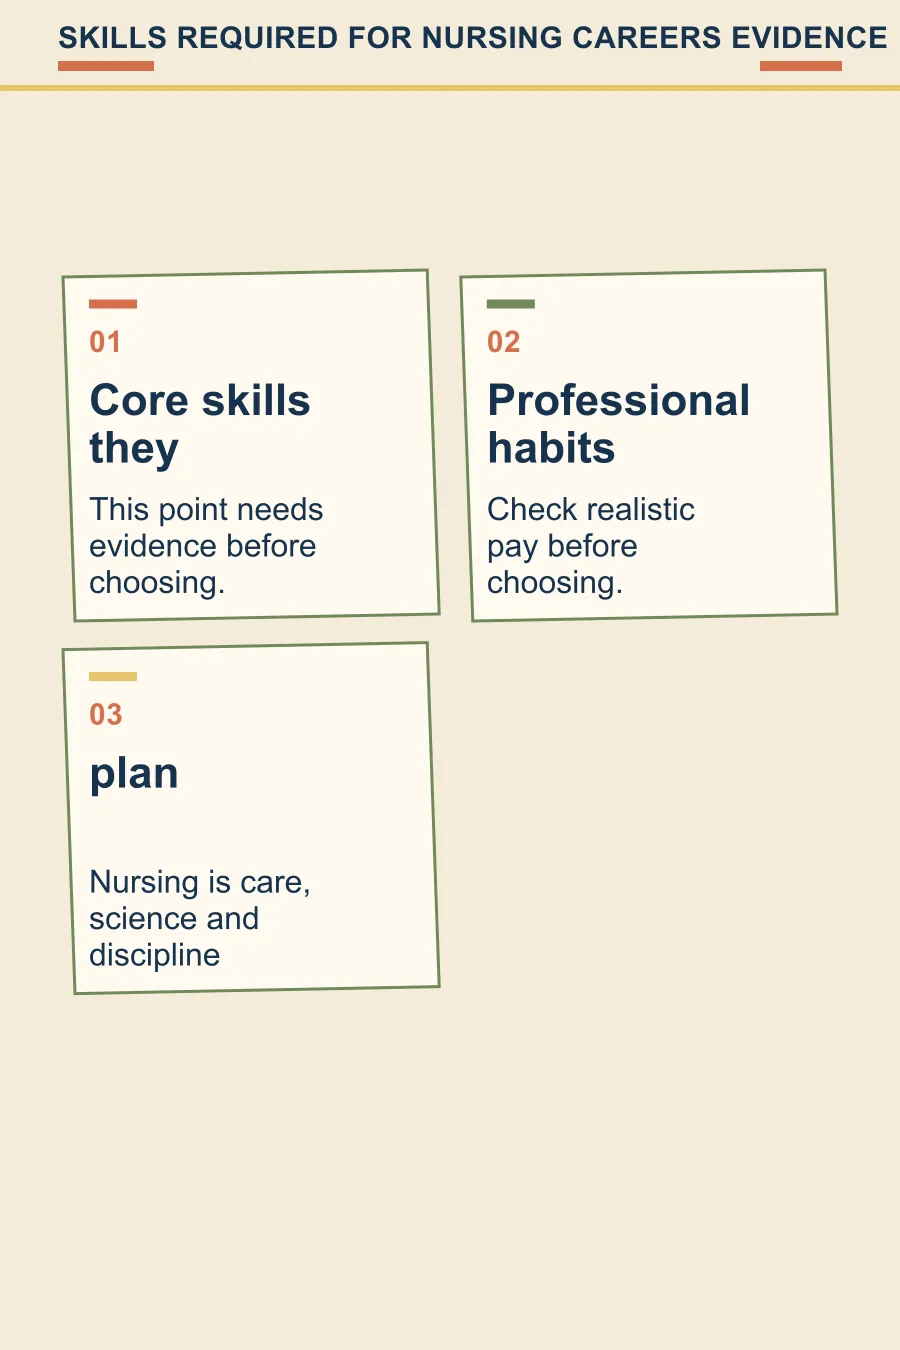 SKILLS REQUIRED FOR NURSING CAREERS EVIDENCE
01
Core skills
they
This point needs
evidence before
choosing.
02
Professional
habits
Check realistic
pay before
choosing.
03
plan
Nursing is care,
science and
discipline